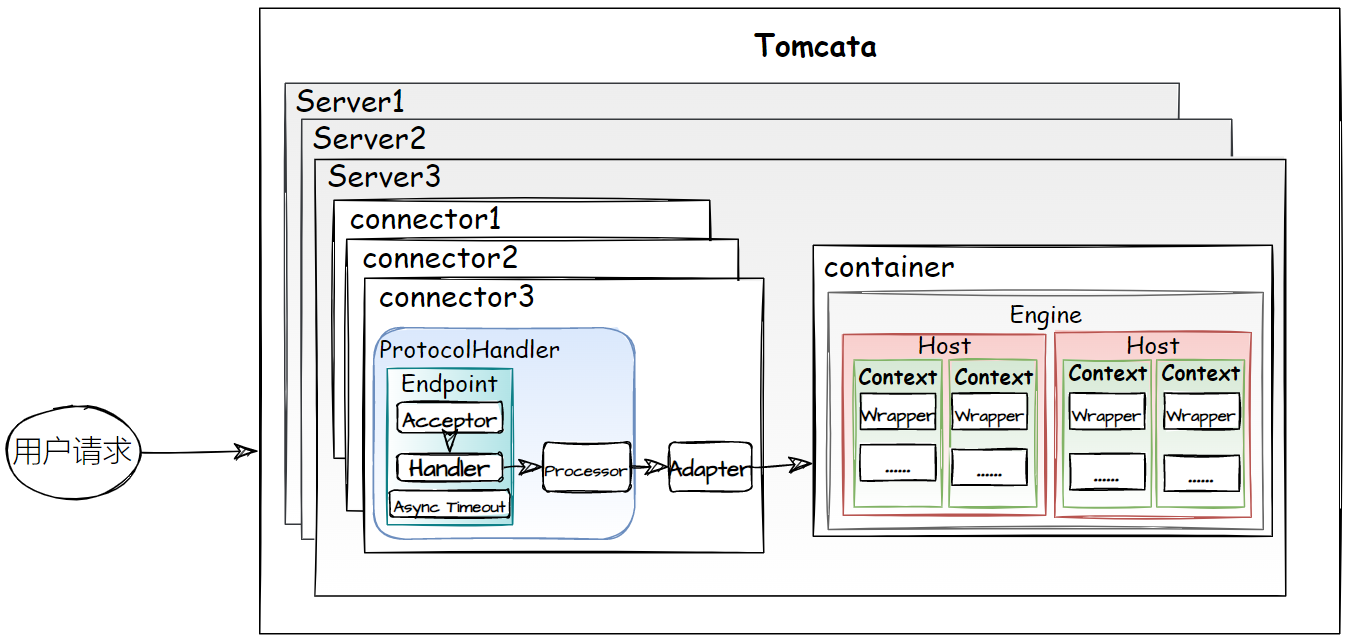 Tomcata
Server1
Server2
Server3
connector1
connector2
connector3
ProtocolHandler
Endpoint
Acceptor
Handler
Async Timeout
Processor
Adapter
用户请求
container
Engine
Host
Context
Wrapper
......
Context
Wrapper
......
Host
Context
Wrapper
......
Context
Wrapper
......